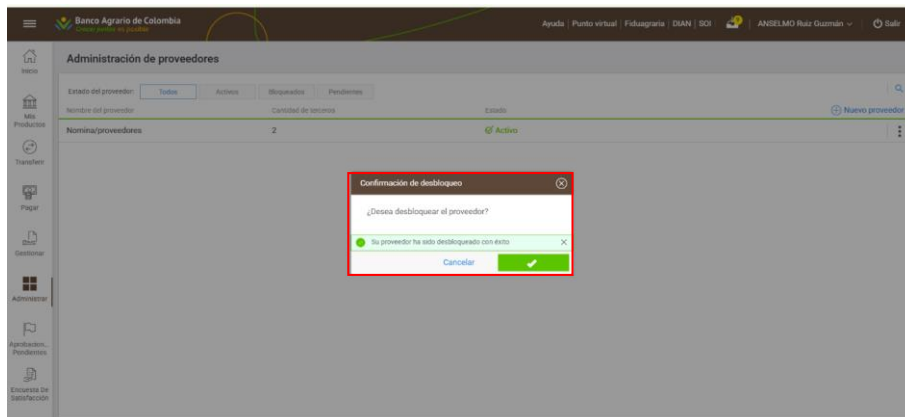 Banco Agrario de Colombia
Crecer juntos es posible
Ayuda | Punto virtual | Fiduagraria | DIAN | SOI
ANSELMO Ruiz Guzmán
Salir
Inicio
Mis Productos
Transferir
Pagar
Gestionar
Administrar
Aprobacion... Pendientes
Encuesta De Satisfacción
Administración de proveedores
Estado del proveedor: Todos Activos Bloqueados Pendientes
Nombre del proveedor Cantidad de terceros Estado Nuevo proveedor
Nomina/proveedores 2 Activo
Confirmación de desbloqueo
¿Desea desbloquear el proveedor?
Su proveedor ha sido desbloqueado con éxito
Cancelar